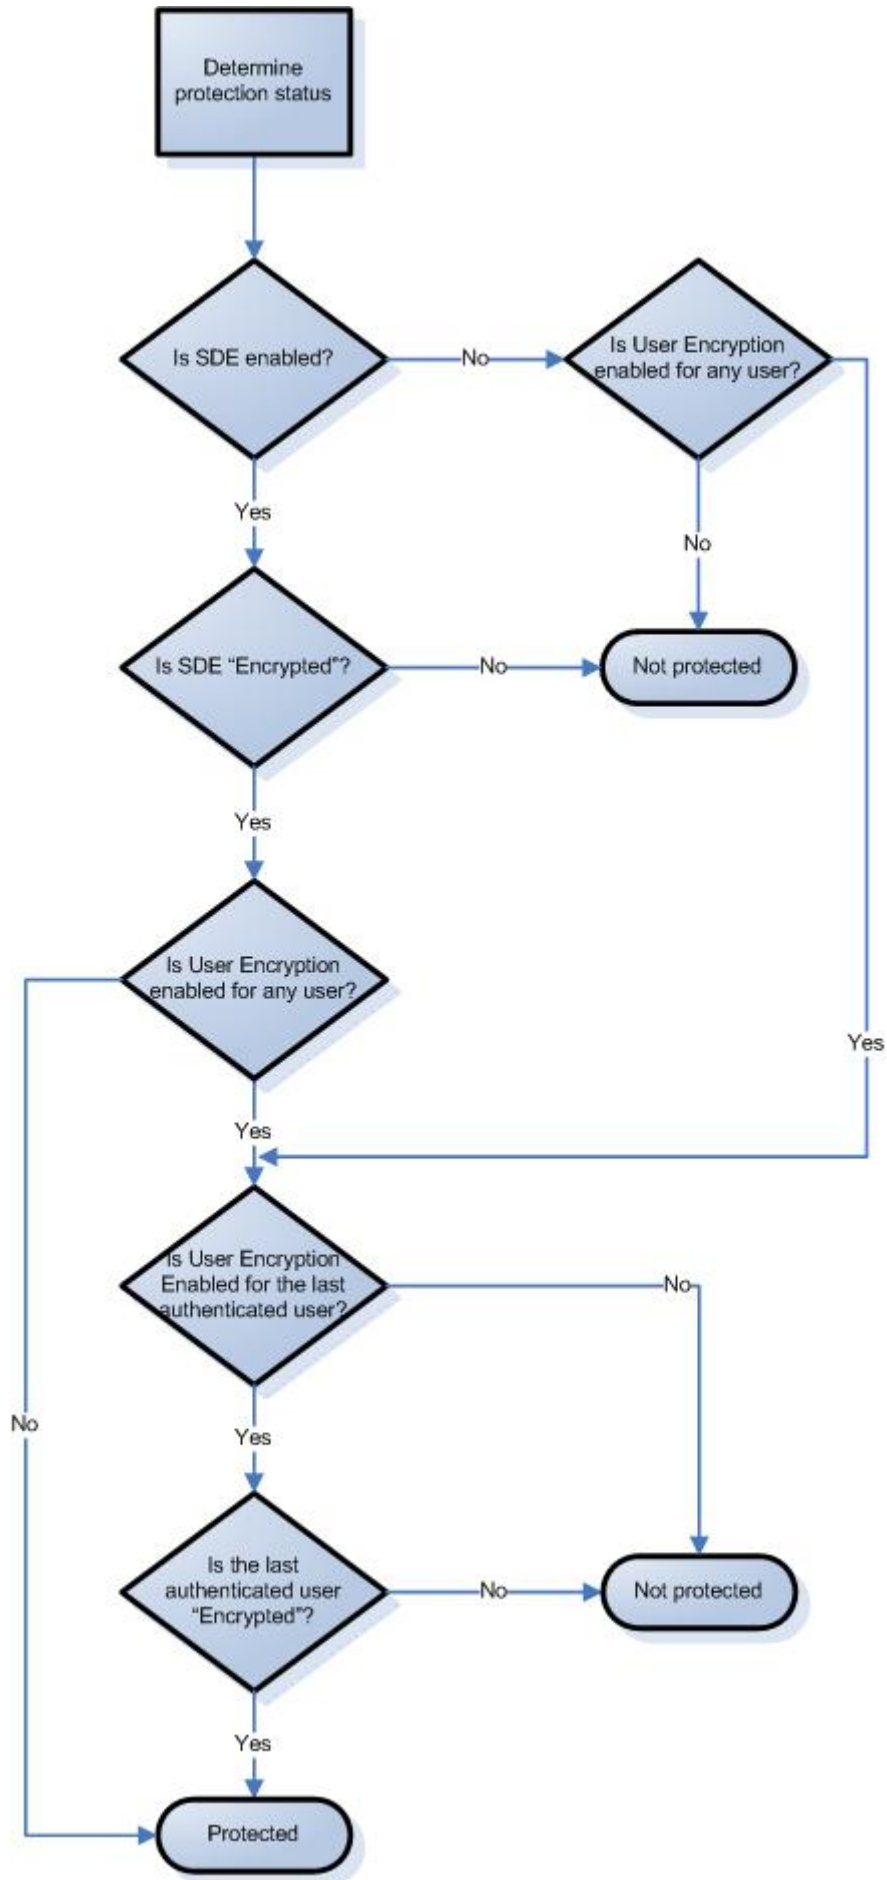 Determine
protection status
Is SDE enabled?
No
Is User Encryption
enabled for any user?
Yes
No
Is SDE “Encrypted”?
No
Not protected
Yes
Is User Encryption
enabled for any user?
Yes
Yes
Is User Encryption
Enabled for the last
authenticated user?
No
No
Yes
Is the last
authenticated user
“Encrypted”?
No
Not protected
Yes
Protected